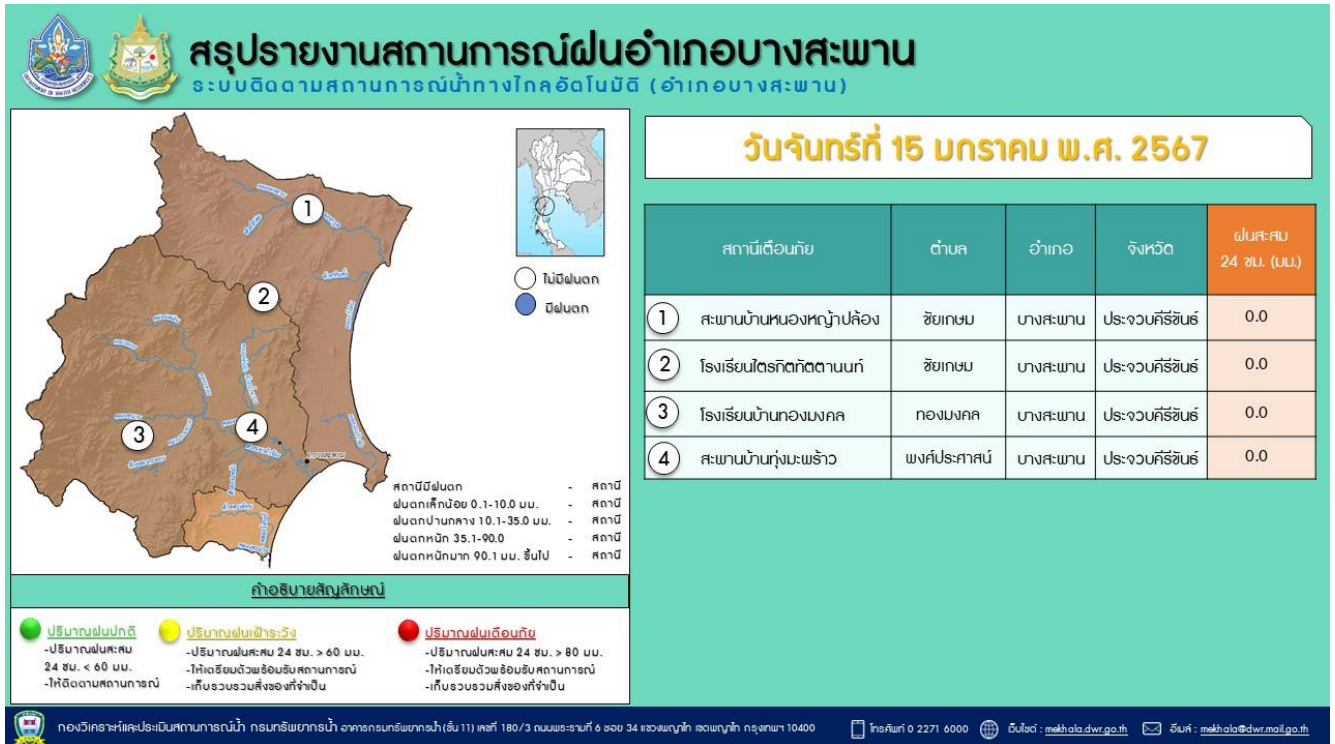 สรุปรายงานสถานการณ์ฝนอำเภอบางสะพาน
ระบบติดตามสถานการณ์น้ำทางไกลอัตโนมัติ (อำเภอบางสะพาน)
วันจันทร์ที่ 15 มกราคม พ.ศ. 2567
1
2
3
4
ไม่มีฝนตก
มีฝนตก
สถานีมีฝนตก - สถานี
ฝนตกเล็กน้อย 0.1-10.0 มม. - สถานี
ฝนตกปานกลาง 10.1-35.0 มม. - สถานี
ฝนตกหนัก 35.1-90.0 - สถานี
ฝนตกหนักมาก 90.1 มม. ขึ้นไป - สถานี
คำอธิบายสัญลักษณ์
ปริมาณฝนปกติ
-ปริมาณฝนสะสม
24 ชม. < 60 มม.
-ให้ติดตามสถานการณ์
ปริมาณฝนเฝ้าระวัง
-ปริมาณฝนสะสม 24 ชม. > 60 มม.
-ให้เตรียมตัวพร้อมรับสถานการณ์
-เก็บรวบรวมสิ่งของที่จำเป็น
ปริมาณฝนเตือนภัย
-ปริมาณฝนสะสม 24 ชม. > 80 มม.
-ให้เตรียมตัวพร้อมรับสถานการณ์
-เก็บรวบรวมสิ่งของที่จำเป็น
สถานีเตือนภัย ตำบล อำเภอ จังหวัด ฝนสะสม
24 ชม. (มม.)
1 สะพานบ้านหนองหญ้าปล้อง ชัยเกษม บางสะพาน ประจวบคีรีขันธ์ 0.0
2 โรงเรียนไตรกิตทัตตานนท์ ชัยเกษม บางสะพาน ประจวบคีรีขันธ์ 0.0
3 โรงเรียนบ้านทองมงคล ทองมงคล บางสะพาน ประจวบคีรีขันธ์ 0.0
4 สะพานบ้านทุ่งมะพร้าว พงศ์ประศาสน์ บางสะพาน ประจวบคีรีขันธ์ 0.0
กองวิเคราะห์และประเมินสถานการณ์น้ำ กรมทรัพยากรน้ำ อาคารกรมทรัพยากรน้ำ (ชั้น 11) เลขที่ 180/3 ถนนพระรามที่ 6 ซอย 34 แขวงพญาไท เขตพญาไท กรุงเทพฯ 10400 โทรศัพท์ 0 2271 6000 เว็บไซต์ : mekhala.dwr.go.th อีเมล์ : mekhala@dwr.mail.go.th